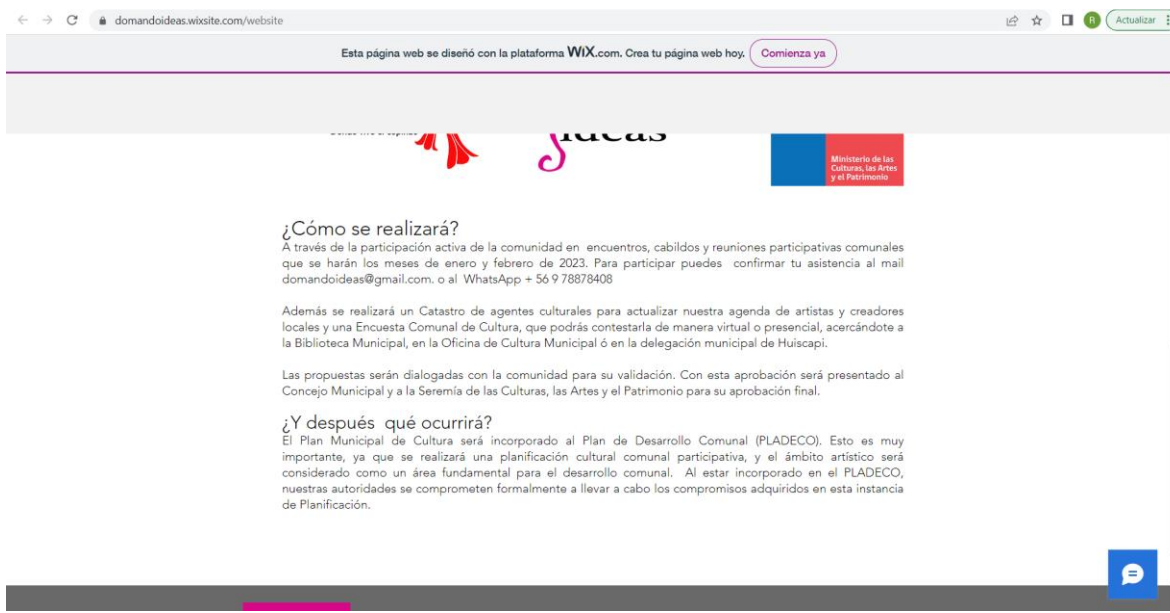 domandoideas.wixsite.com/website
R
Actualizar
Esta página web se diseñó con la plataforma WiX.com. Crea tu página web hoy. Comienza ya
ideas
Ministerio de las
Culturas, las Artes
y el Patrimonio
¿Cómo se realizará?
A través de la participación activa de la comunidad en encuentros, cabildos y reuniones participativas comunales
que se harán los meses de enero y febrero de 2023. Para participar puedes confirmar tu asistencia al mail
domandoideas@gmail.com. o al WhatsApp + 56 9 78878408
Además se realizará un Catastro de agentes culturales para actualizar nuestra agenda de artistas y creadores
locales y una Encuesta Comunal de Cultura, que podrás contestarla de manera virtual o presencial, acercándote a
la Biblioteca Municipal, en la Oficina de Cultura Municipal ó en la delegación municipal de Huiscapi.
Las propuestas serán dialogadas con la comunidad para su validación. Con esta aprobación será presentado al
Concejo Municipal y a la Seremía de las Culturas, las Artes y el Patrimonio para su aprobación final.
¿Y después qué ocurrirá?
El Plan Municipal de Cultura será incorporado al Plan de Desarrollo Comunal (PLADECO). Esto es muy
importante, ya que se realizará una planificación cultural comunal participativa, y el ámbito artístico será
considerado como un área fundamental para el desarrollo comunal. Al estar incorporado en el PLADECO,
nuestras autoridades se comprometen formalmente a llevar a cabo los compromisos adquiridos en esta instancia
de Planificación.